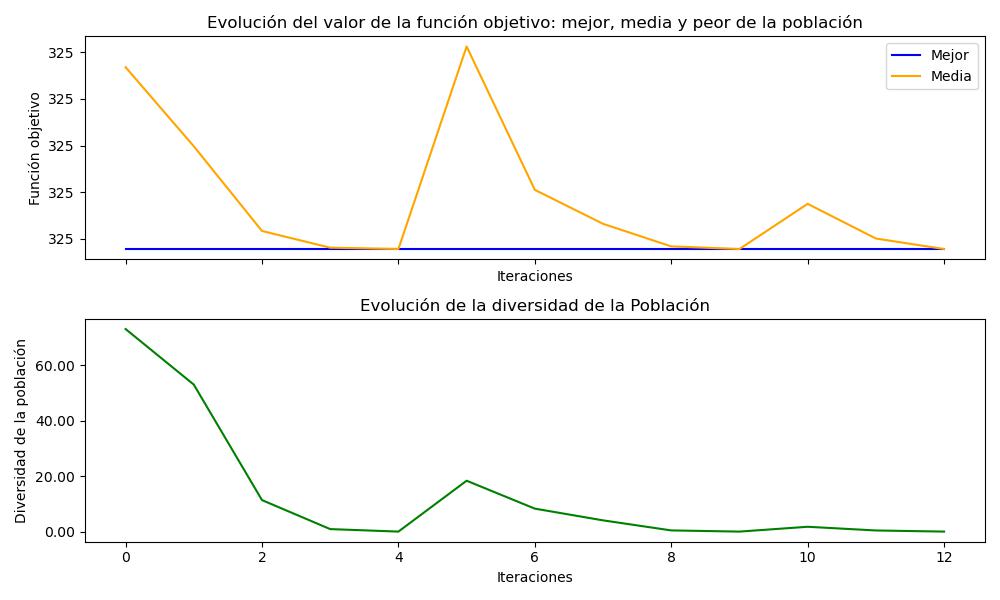 Evolución del valor de la función objetivo: mejor, media y peor de la población
325
325
325
325
325
Función objetivo
Mejor
Media
Iteraciones
Evolución de la diversidad de la Población
60.00
40.00
20.00
0.00
Diversidad de la población
0 2 4 6 8 10 12
Iteraciones